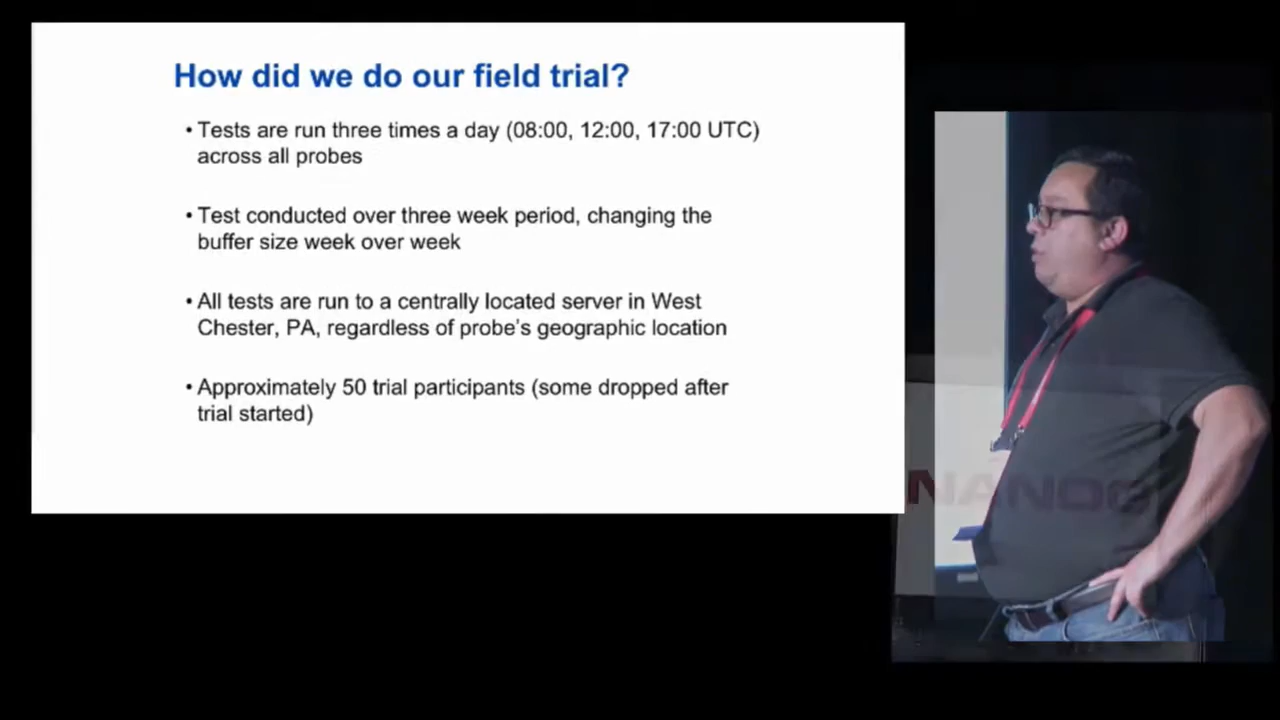 How did we do our field trial?
• Tests are run three times a day (08:00, 12:00, 17:00 UTC)
across all probes
• Test conducted over three week period, changing the
buffer size week over week
• All tests are run to a centrally located server in West
Chester, PA, regardless of probe's geographic location
• Approximately 50 trial participants (some dropped after
trial started)
NANOG